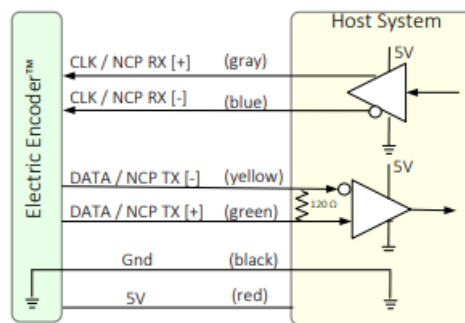 Host System
5V
CLK / NCP RX [+] (gray)
CLK / NCP RX [-] (blue)
Electric Encoder™
5V
DATA / NCP TX [-] (yellow)
120 Ω
DATA / NCP TX [+] (green)
Gnd (black)
5V (red)